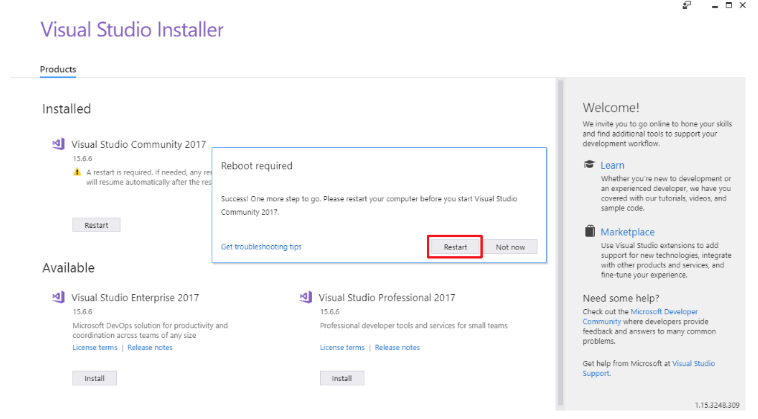 Visual Studio Installer
Products
Installed
Visual Studio Community 2017
15.6.6
A restart is required. If needed, any re
will resume automatically after the res
Restart
Reboot required
Success! One more step to go. Please restart your computer before you start Visual Studio
Community 2017.
Get troubleshooting tips
Restart
Not now
Available
Visual Studio Enterprise 2017
15.6.6
Microsoft DevOps solution for productivity and
coordination across teams of any size
License terms | Release notes
Install
Visual Studio Professional 2017
15.6.6
Professional developer tools and services for small teams
License terms | Release notes
Install
Welcome!
We invite you to go online to hone your skills
and find additional tools to support your
development workflow.
Learn
Whether you're new to development or
an experienced developer, we have you
covered with our tutorials, videos, and
sample code.
Marketplace
Use Visual Studio extensions to add
support for new technologies, integrate
with other products and services, and
fine-tune your experience.
Need some help?
Check out the Microsoft Developer
Community where developers provide
feedback and answers to many common
problems.
Get help from Microsoft at Visual Studio
Support.
1.15.3248.309